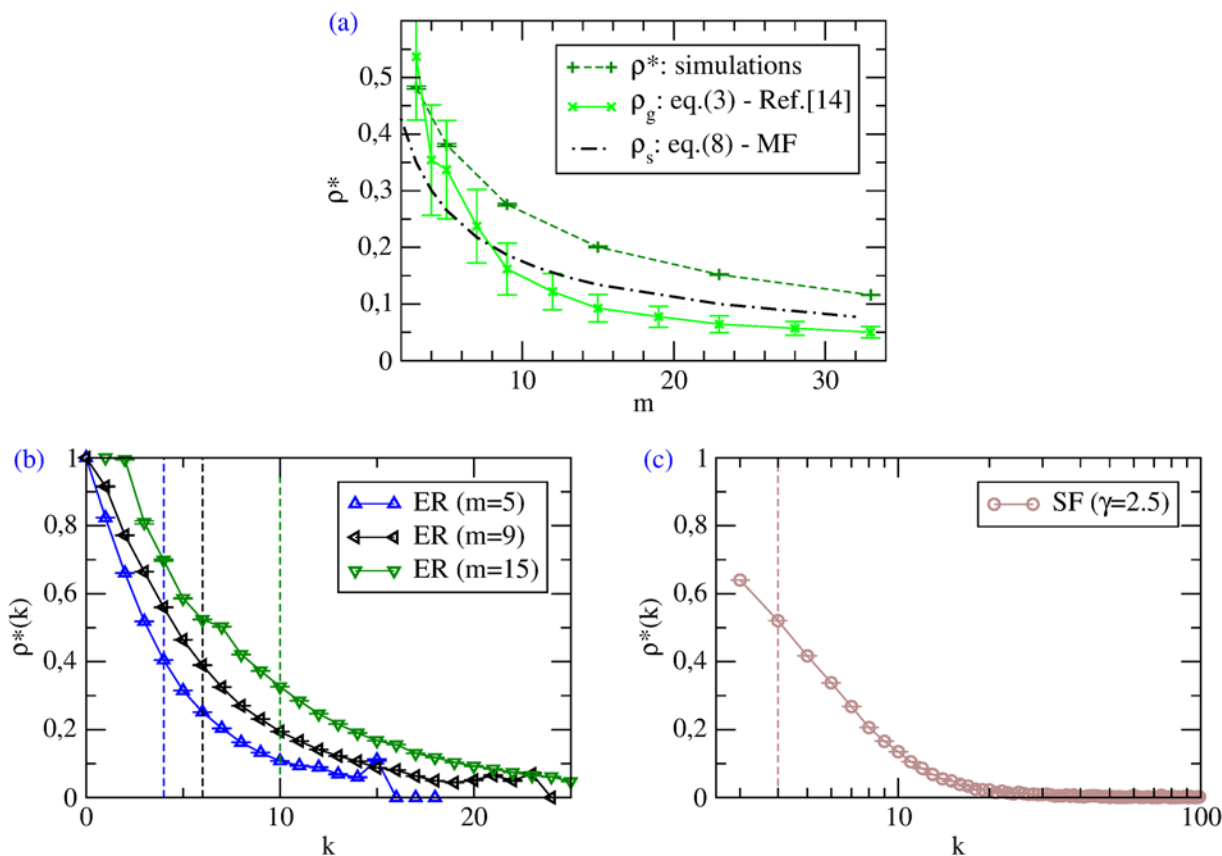 (a)
0,5
0,4
0,3
0,2
0,1
0
ρ*
ρ*: simulations
ρg: eq.(3) - Ref.[14]
ρs: eq.(8) - MF
10 20 30
m
(b)
1
0,8
0,6
0,4
0,2
0
ρ*(k)
ER (m=5)
ER (m=9)
ER (m=15)
0 10 20
k
(c)
1
0,8
0,6
0,4
0,2
0
ρ*(k)
SF (γ=2.5)
10 100
k